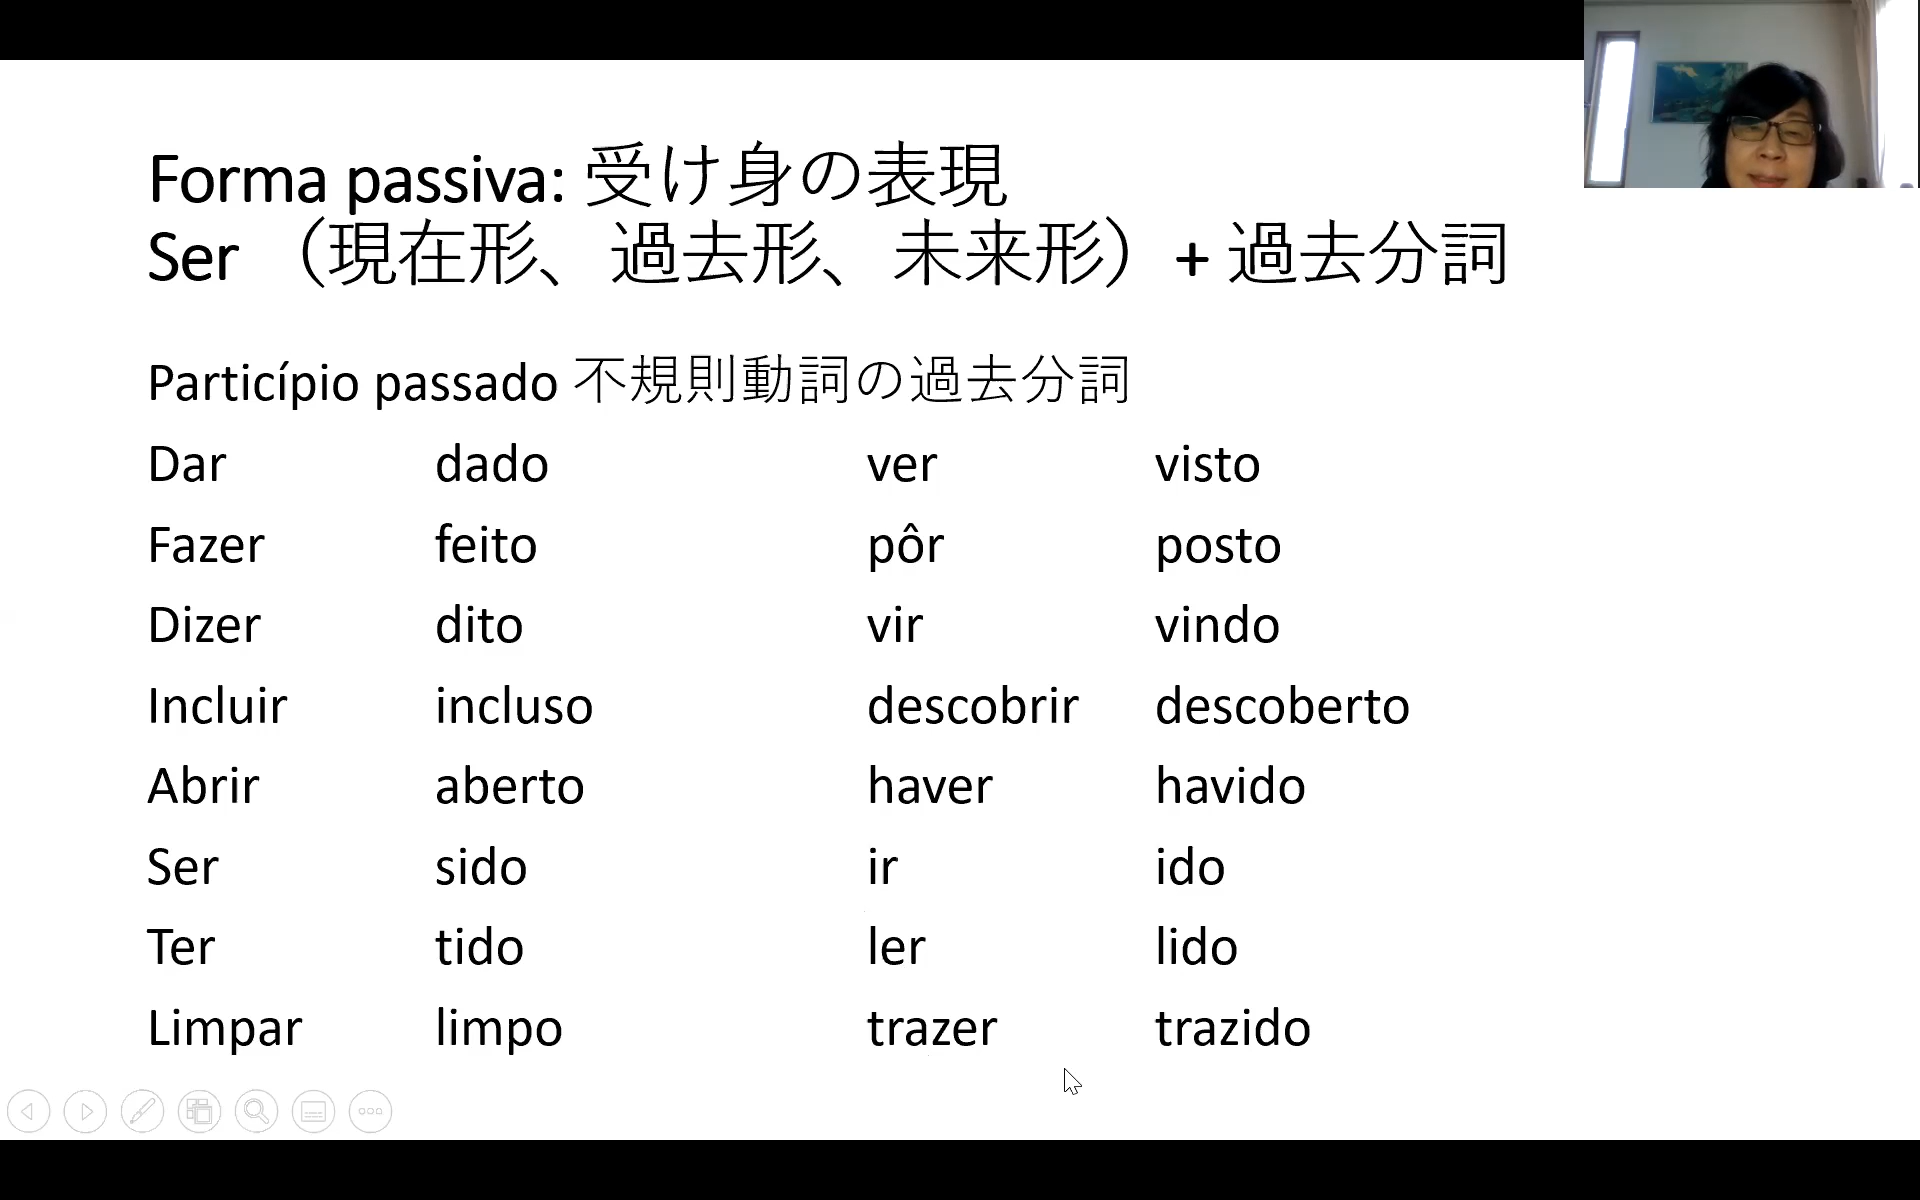 Forma passiva: 受け身の表現
Ser （現在形、過去形、未来形）+ 過去分詞
Particípio passado 不規則動詞の過去分詞
Dar dado ver visto
Fazer feito pôr posto
Dizer dito vir vindo
Incluir incluso descobrir descoberto
Abrir aberto haver havido
Ser sido ir ido
Ter tido ler lido
Limpar limpo trazer trazido